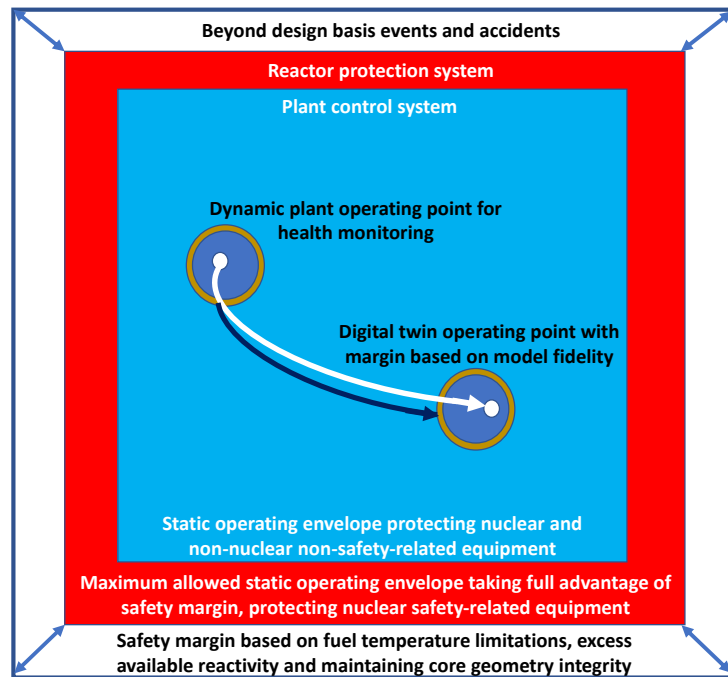 Beyond design basis events and accidents
Reactor protection system
Plant control system
Dynamic plant operating point for
health monitoring
Digital twin operating point with
margin based on model fidelity
Static operating envelope protecting nuclear and
non-nuclear non-safety-related equipment
Maximum allowed static operating envelope taking full advantage of
safety margin, protecting nuclear safety-related equipment
Safety margin based on fuel temperature limitations, excess
available reactivity and maintaining core geometry integrity